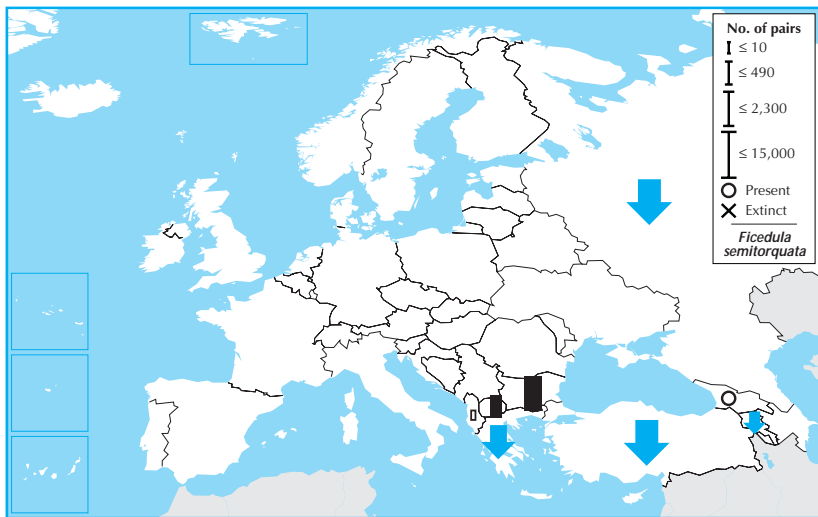 No. of pairs
≤ 10
≤ 490
≤ 2,300
≤ 15,000
Present
Extinct
Ficedula
semitorquata